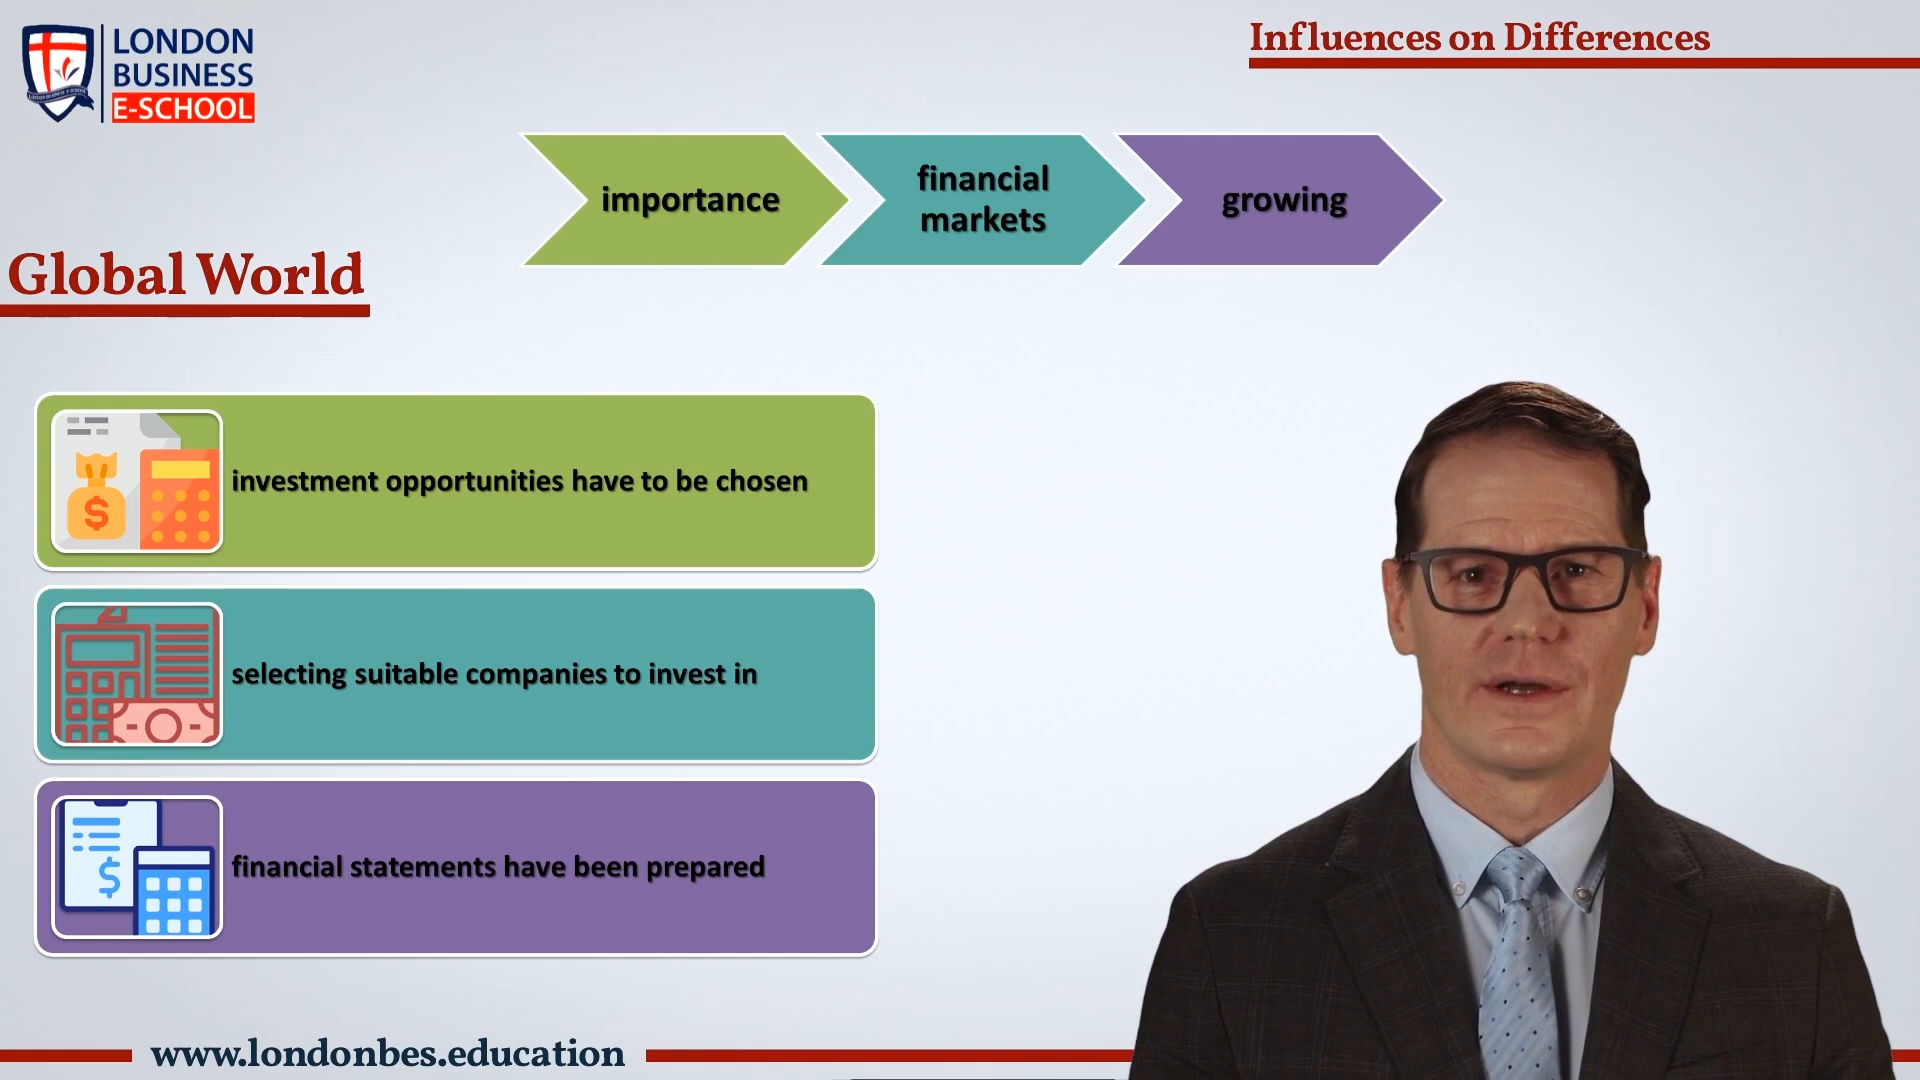 LONDON
BUSINESS
E-SCHOOL
Influences on Differences
importance
financial
markets
growing
Global World
investment opportunities have to be chosen
selecting suitable companies to invest in
financial statements have been prepared
www.londonbes.education